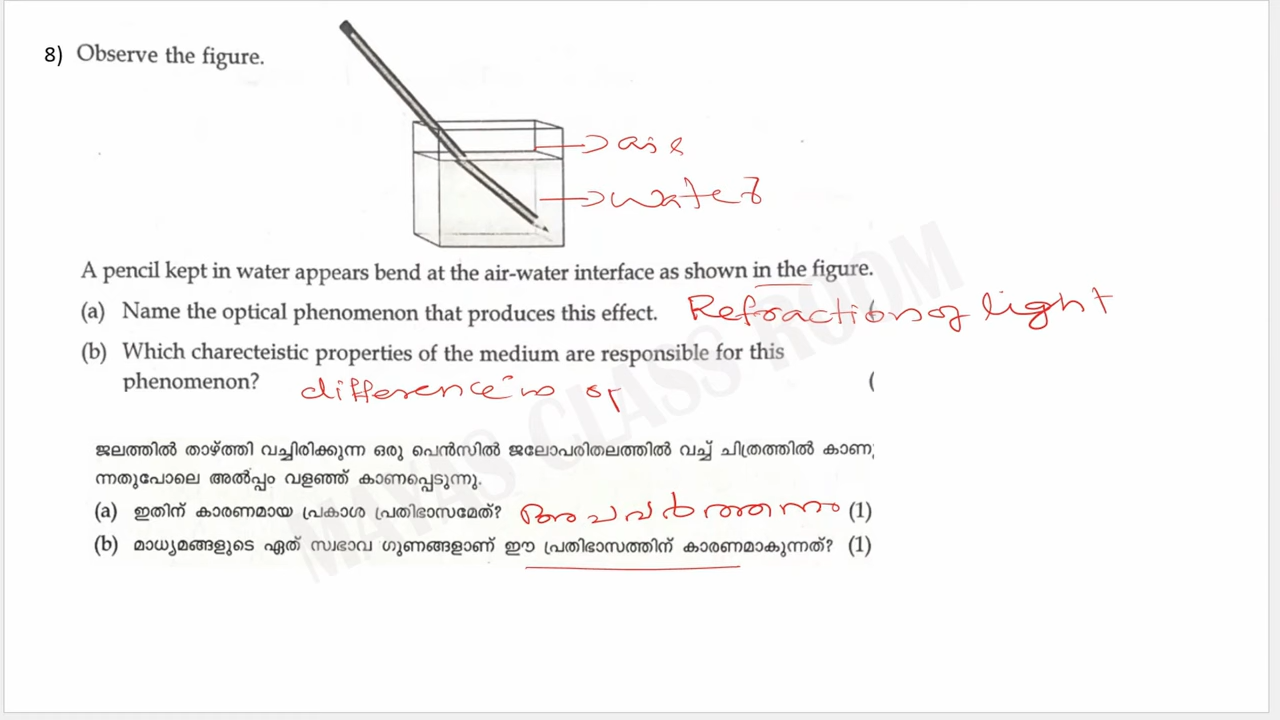 8) Observe the figure.
air
water
A pencil kept in water appears bend at the air-water interface as shown in the figure.
(a) Name the optical phenomenon that produces this effect. Refraction of light
(b) Which charecteistic properties of the medium are responsible for this
phenomenon? difference in op
(
ജലത്തിൽ താഴ്ത്തി വച്ചിരിക്കുന്ന ഒരു പെൻസിൽ ജലോപരിതലത്തിൽ വച്ച് ചിത്രത്തിൽ കാണു
ന്നതുപോലെ അൽപ്പം വളഞ്ഞ് കാണപ്പെടുന്നു.
(a) ഇതിന് കാരണമായ പ്രകാശ പ്രതിഭാസമേത്? അപവർത്തനം (1)
(b) മാധ്യമങ്ങളുടെ ഏത് സ്വഭാവ ഗുണങ്ങളാണ് ഈ പ്രതിഭാസത്തിന് കാരണമാകുന്നത്? (1)
MAYAS CLASS ROOM